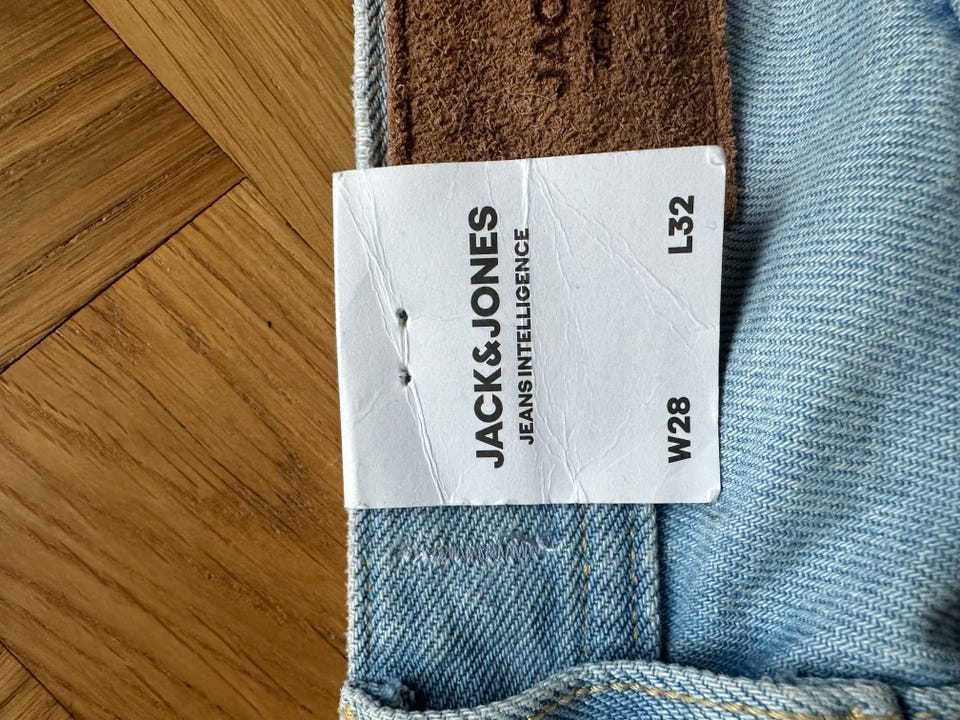 JACK&JONES
JEANS INTELLIGENCE
W28 L32